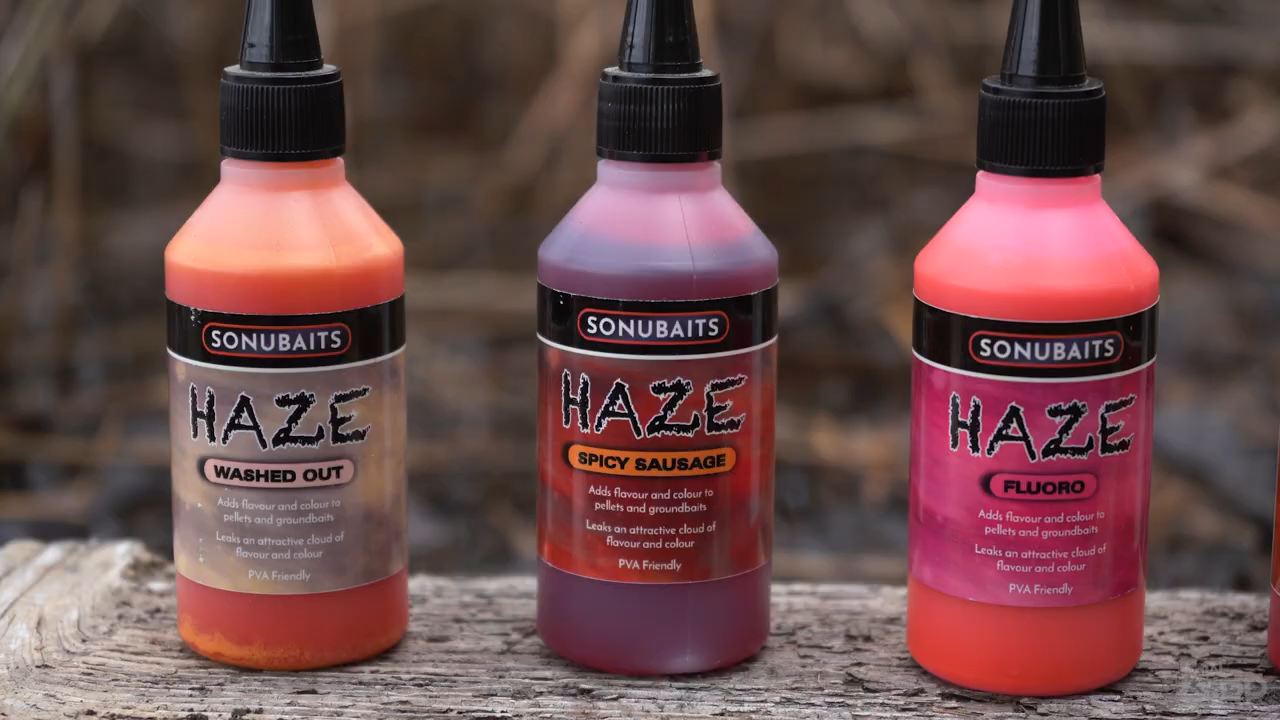 SONUBAITS
HAZE
WASHED OUT
Adds flavour and colour to
pellets and groundbaits
Leaks an attractive cloud of
flavour and colour
PVA Friendly
SONUBAITS
HAZE
SPICY SAUSAGE
Adds flavour and colour to
pellets and groundbaits
Leaks an attractive cloud of
flavour and colour
PVA Friendly
SONUBAITS
HAZE
FLUORO
Adds flavour and colour to
pellets and groundbaits
Leaks an attractive cloud of
flavour and colour
PVA Friendly